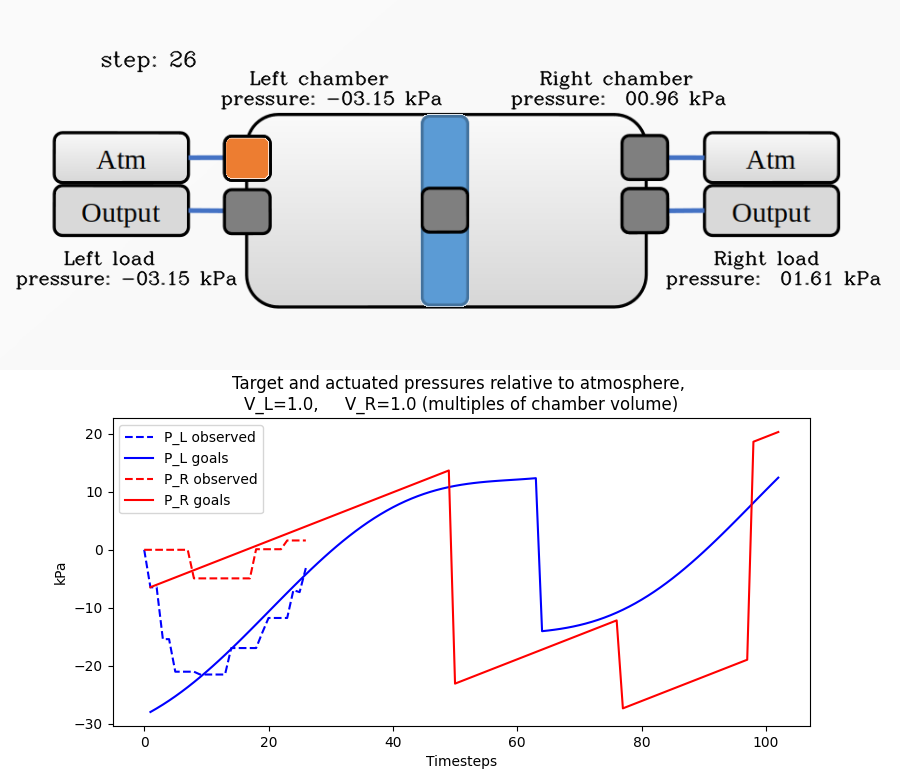 step: 26
Left chamber
pressure: −03.15 kPa
Right chamber
pressure: 00.96 kPa
Atm
Output
Atm
Output
Left load
pressure: −03.15 kPa
Right load
pressure: 01.61 kPa
Target and actuated pressures relative to atmosphere,
V_L=1.0, V_R=1.0 (multiples of chamber volume)
P_L observed
P_L goals
P_R observed
P_R goals
20
10
0
−10
−20
−30
kPa
0 20 40 60 80 100
Timesteps